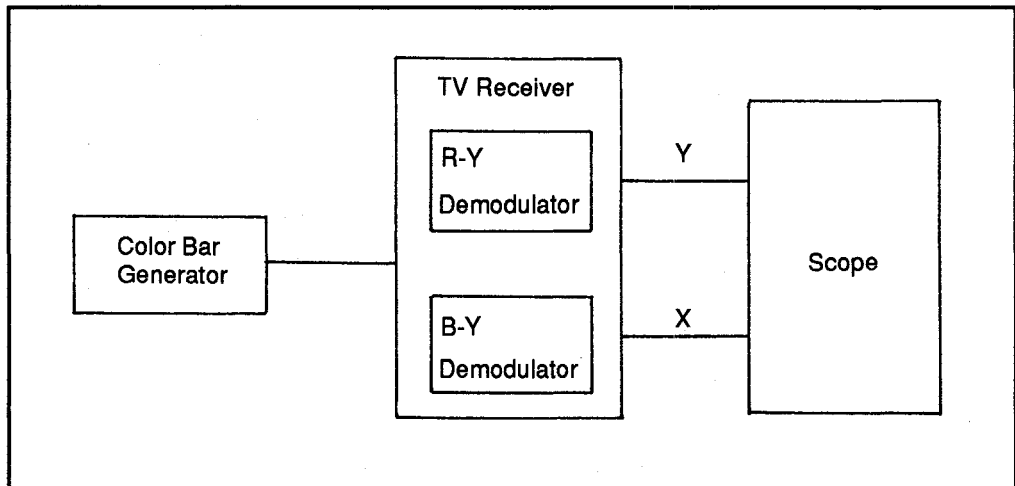 TV Receiver
R-Y
Demodulator
Y
Color Bar
Generator
Scope
B-Y
Demodulator
X